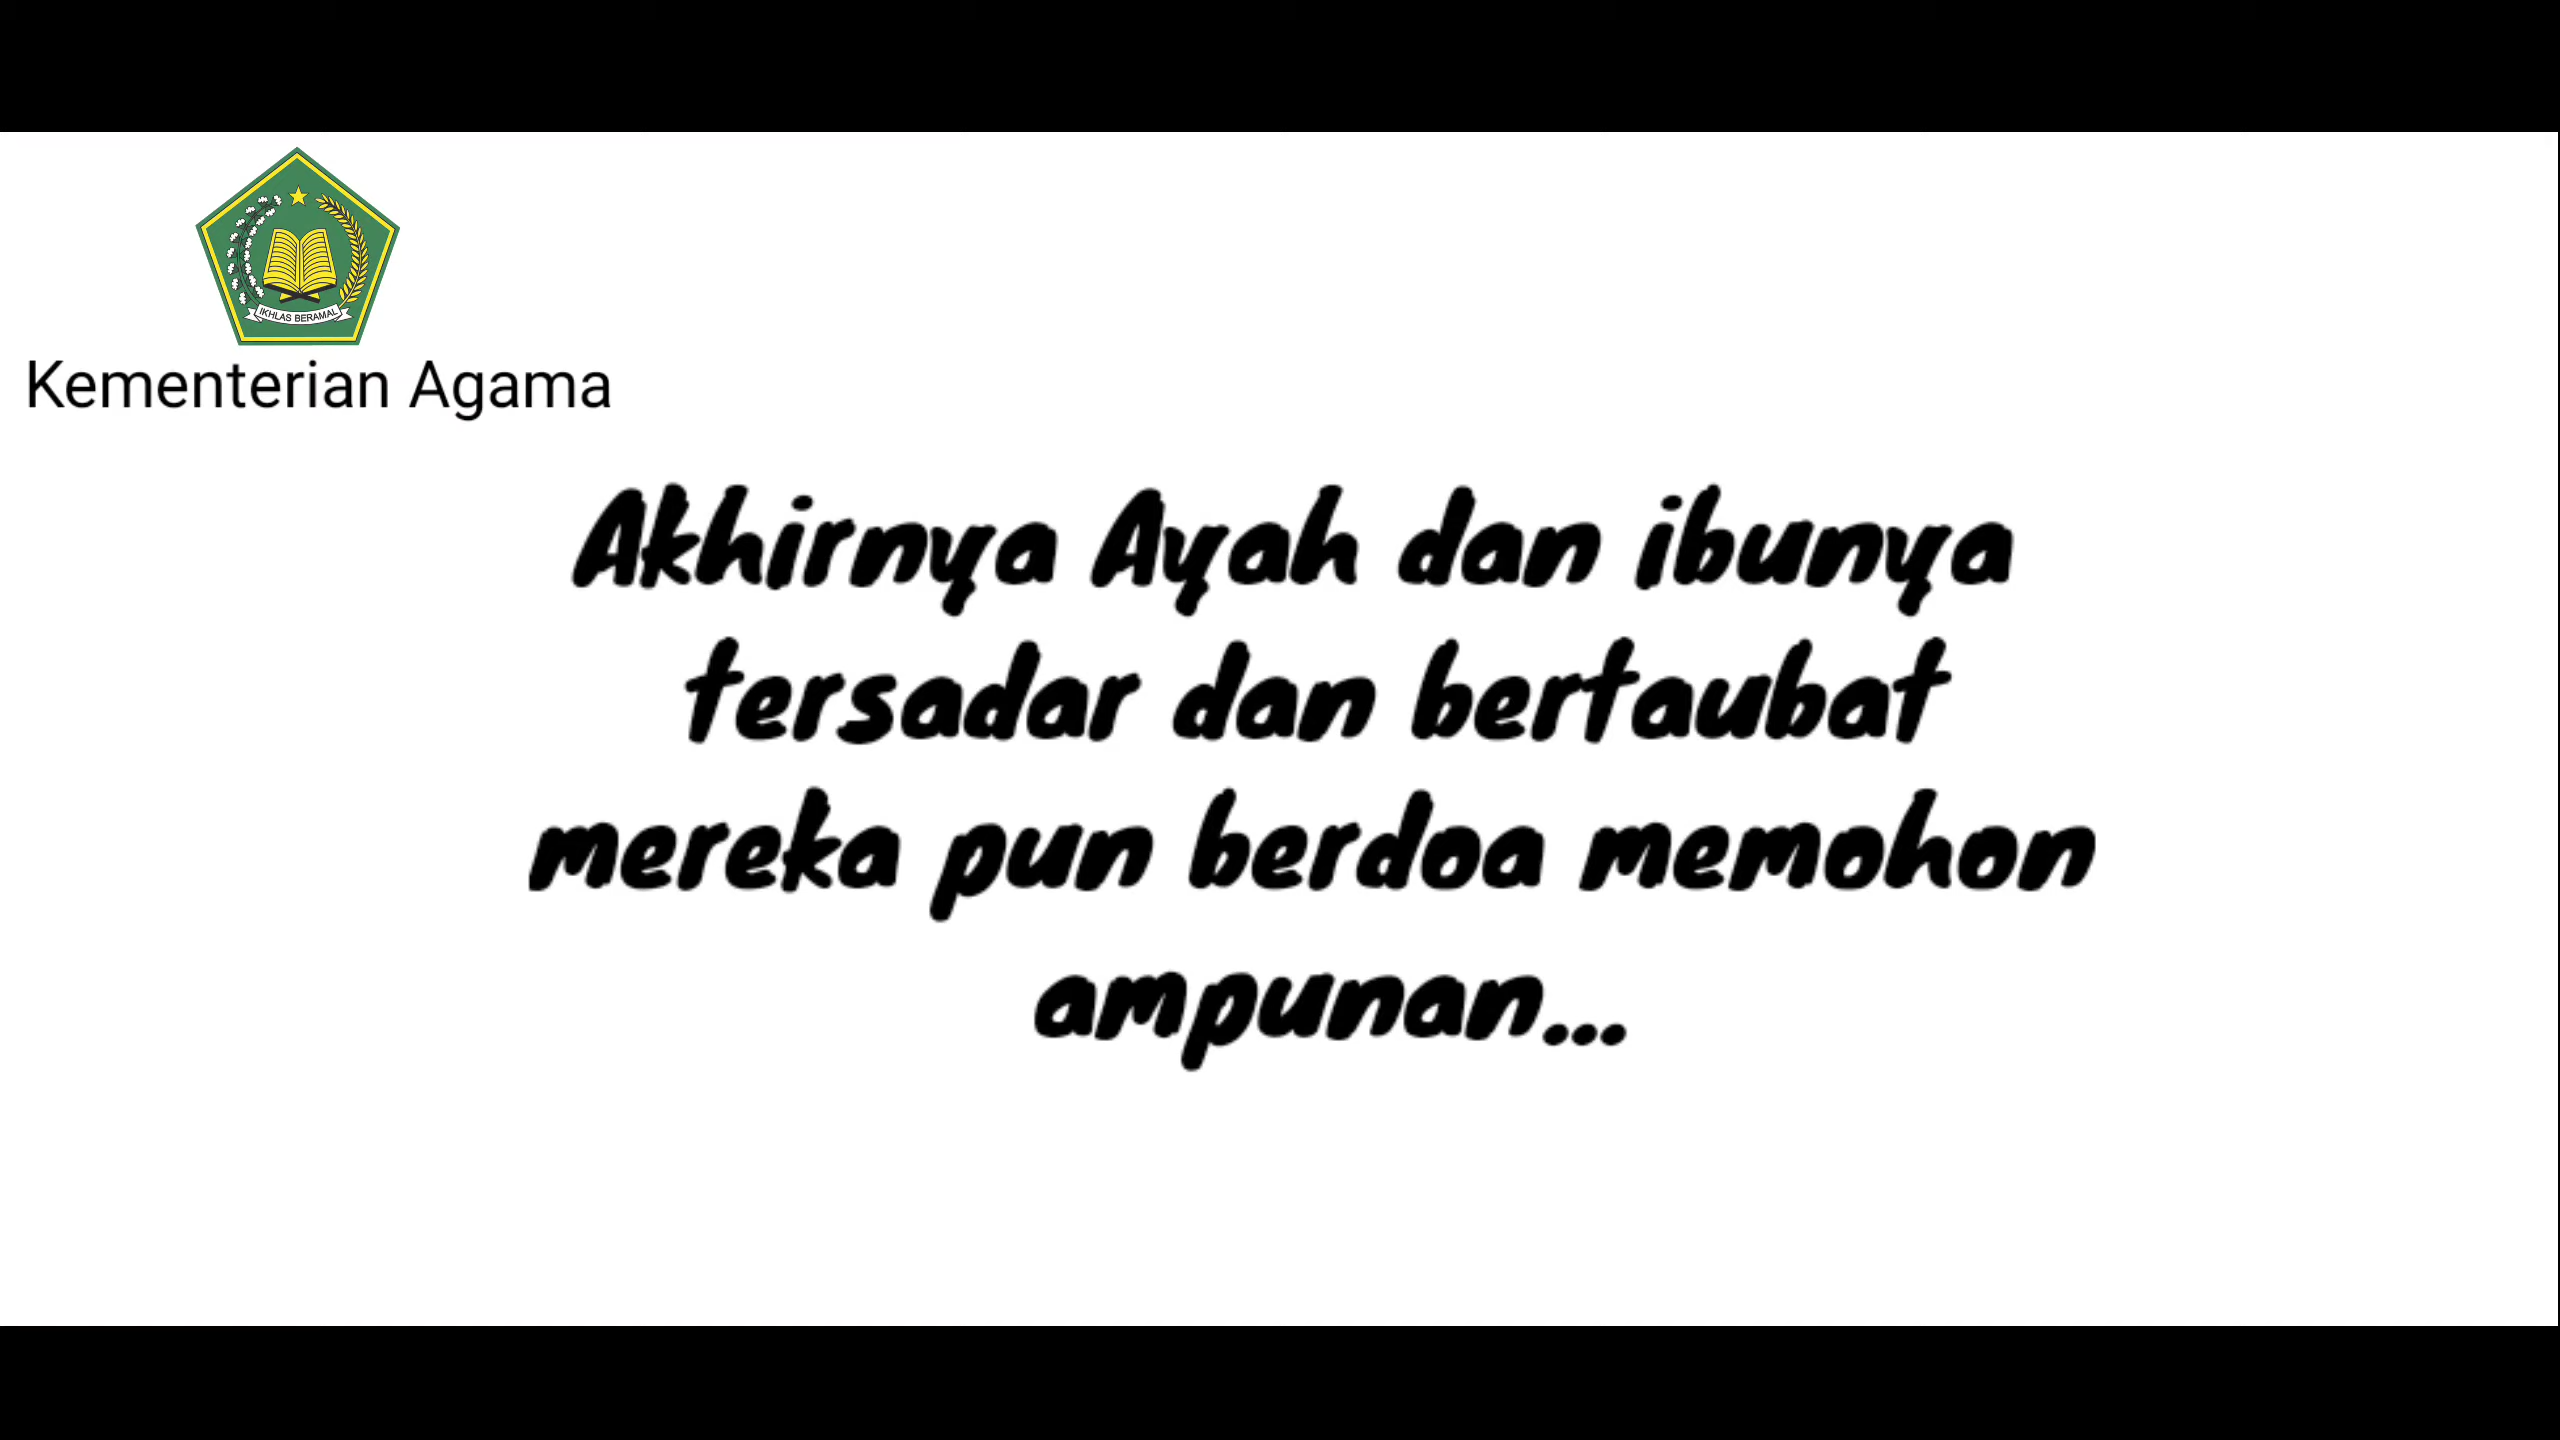 IKHLAS BERAMAL
Kementerian Agama
Akhirnya Ayah dan ibunya
tersadar dan bertaubat
mereka pun berdoa memohon
ampunan...